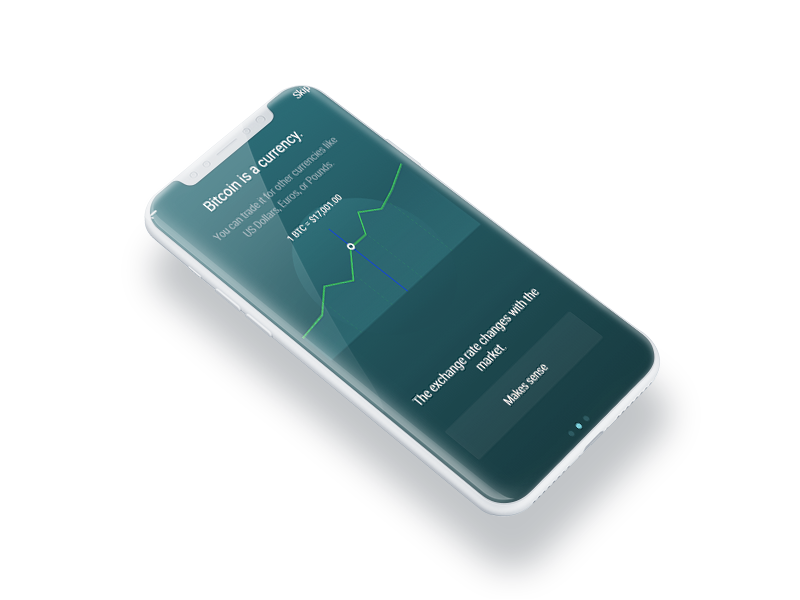 Skip
Bitcoin is a currency.
You can trade it for other currencies like
US Dollars, Euros, or Pounds.
1 BTC = $17,001.00
The exchange rate changes with the
market.
Makes sense